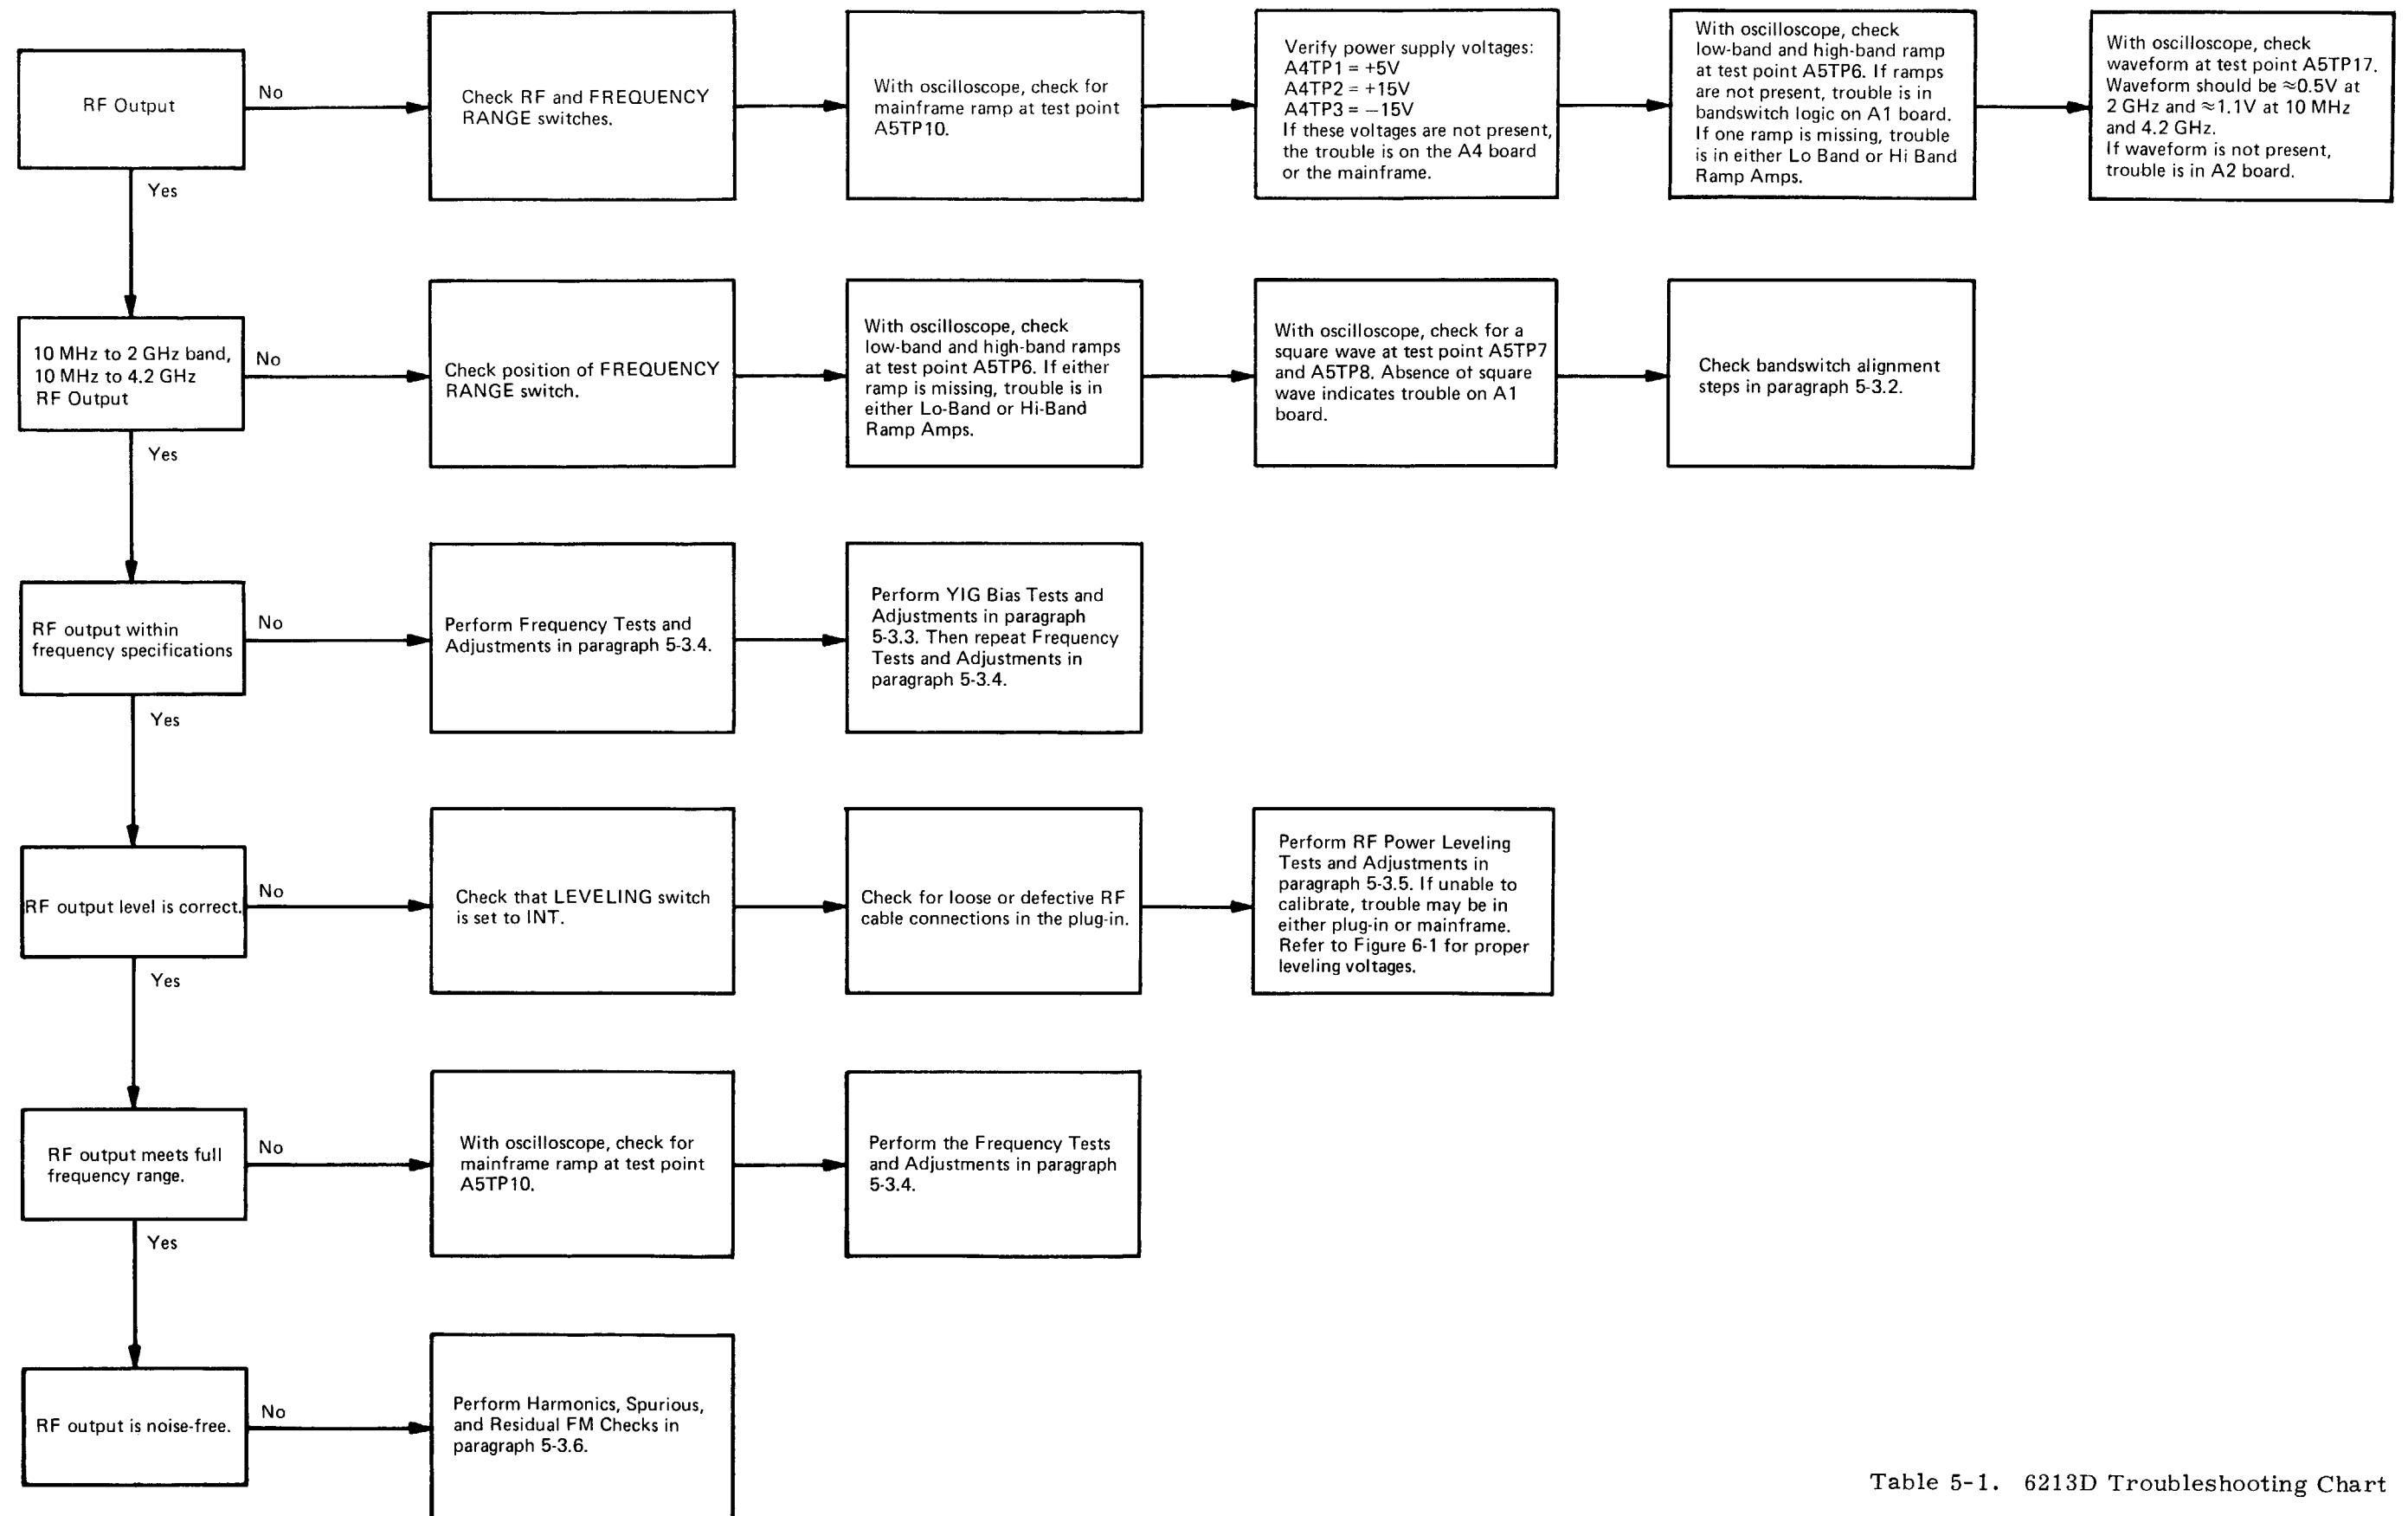 RF Output
No
Yes
Check RF and FREQUENCY
RANGE switches.
With oscilloscope, check for
mainframe ramp at test point
A5TP10.
Verify power supply voltages:
A4TP1 = +5V
A4TP2 = +15V
A4TP3 = −15V
If these voltages are not present,
the trouble is on the A4 board
or the mainframe.
With oscilloscope, check
low-band and high-band ramp
at test point A5TP6. If ramps
are not present, trouble is in
bandswitch logic on A1 board.
If one ramp is missing, trouble
is in either Lo Band or Hi Band
Ramp Amps.
With oscilloscope, check
waveform at test point A5TP17.
Waveform should be ≈0.5V at
2 GHz and ≈1.1V at 10 MHz
and 4.2 GHz.
If waveform is not present,
trouble is in A2 board.
10 MHz to 2 GHz band,
10 MHz to 4.2 GHz
RF Output
No
Yes
Check position of FREQUENCY
RANGE switch.
With oscilloscope, check
low-band and high-band ramps
at test point A5TP6. If either
ramp is missing, trouble is in
either Lo-Band or Hi-Band
Ramp Amps.
With oscilloscope, check for a
square wave at test point A5TP7
and A5TP8. Absence of square
wave indicates trouble on A1
board.
Check bandswitch alignment
steps in paragraph 5-3.2.
RF output within
frequency specifications
No
Yes
Perform Frequency Tests and
Adjustments in paragraph 5-3.4.
Perform YIG Bias Tests and
Adjustments in paragraph
5-3.3. Then repeat Frequency
Tests and Adjustments in
paragraph 5-3.4.
RF output level is correct.
No
Yes
Check that LEVELING switch
is set to INT.
Check for loose or defective RF
cable connections in the plug-in.
Perform RF Power Leveling
Tests and Adjustments in
paragraph 5-3.5. If unable to
calibrate, trouble may be in
either plug-in or mainframe.
Refer to Figure 6-1 for proper
leveling voltages.
RF output meets full
frequency range.
No
Yes
With oscilloscope, check for
mainframe ramp at test point
A5TP10.
Perform the Frequency Tests
and Adjustments in paragraph
5-3.4.
RF output is noise-free.
No
Perform Harmonics, Spurious,
and Residual FM Checks in
paragraph 5-3.6.
Table 5-1. 6213D Troubleshooting Chart